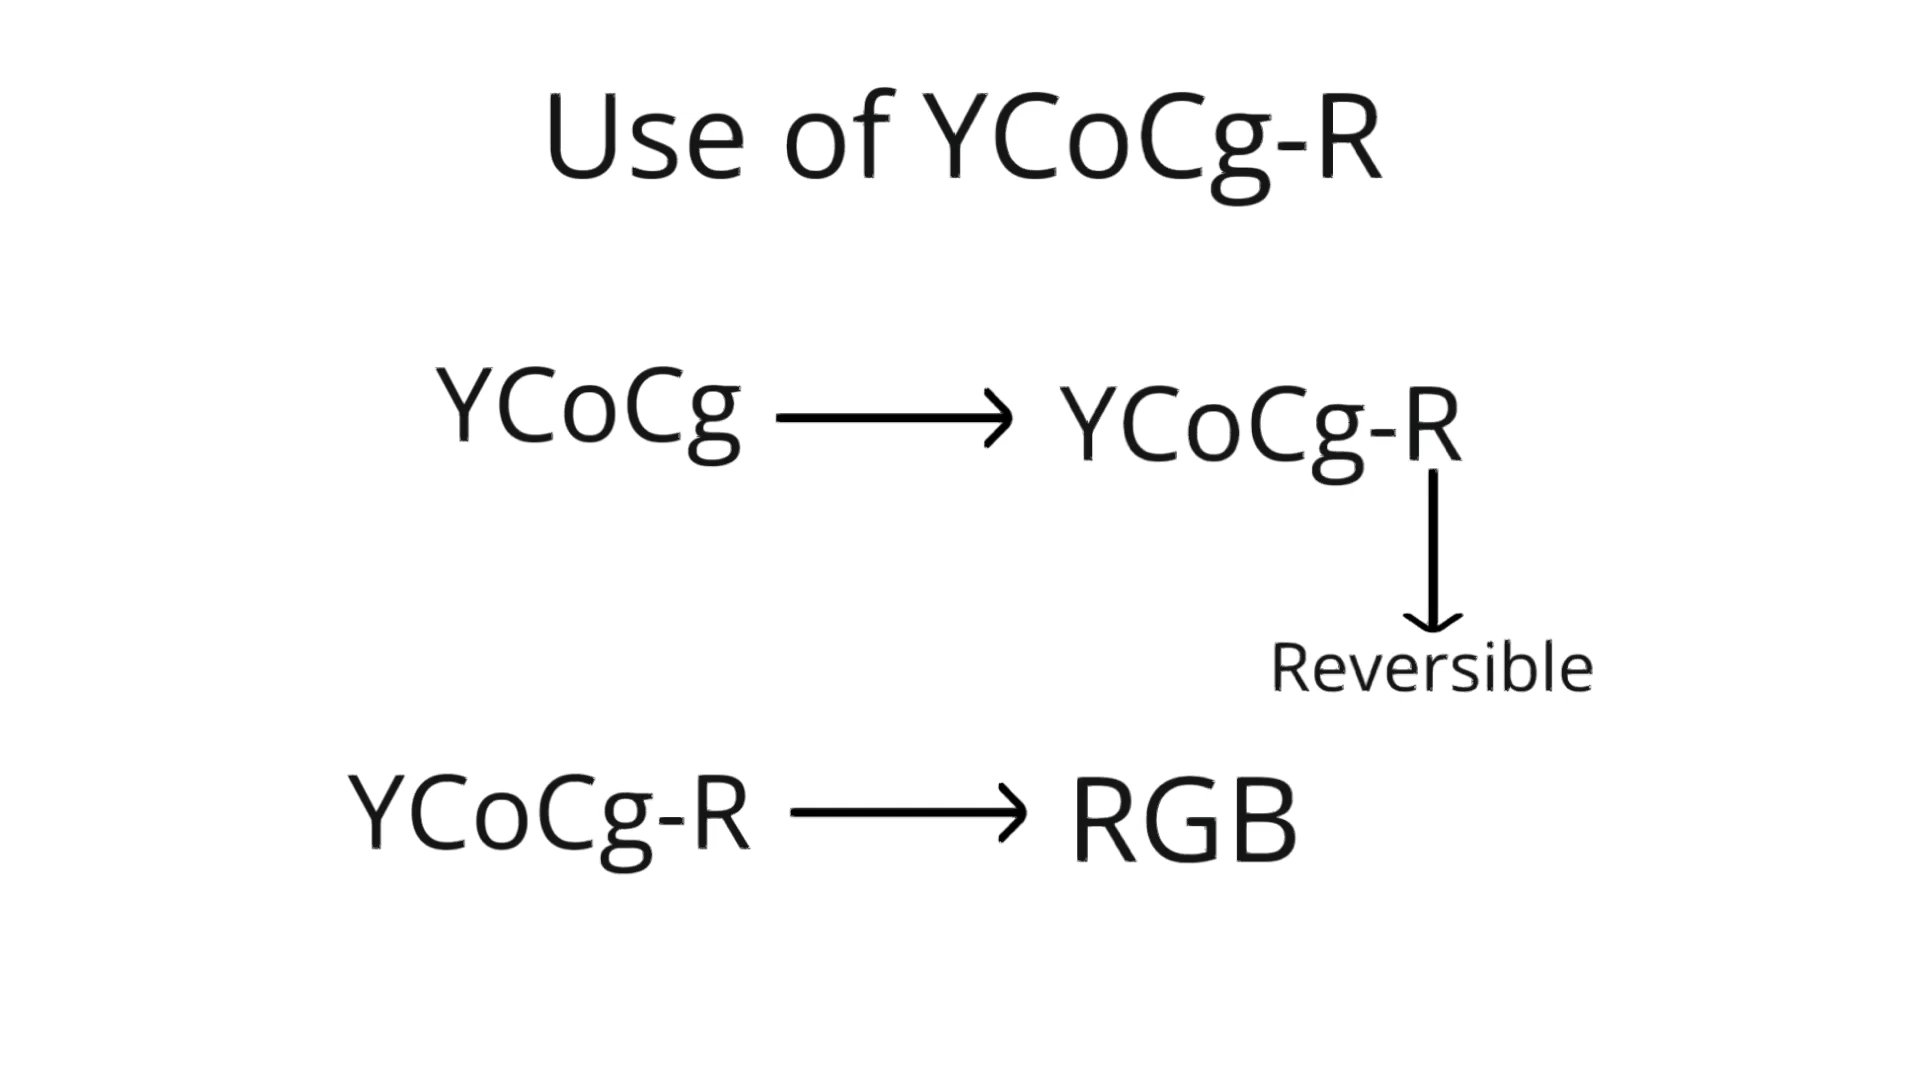 Use of YCoCg-R
YCoCg YCoCg-R
Reversible
YCoCg-R RGB